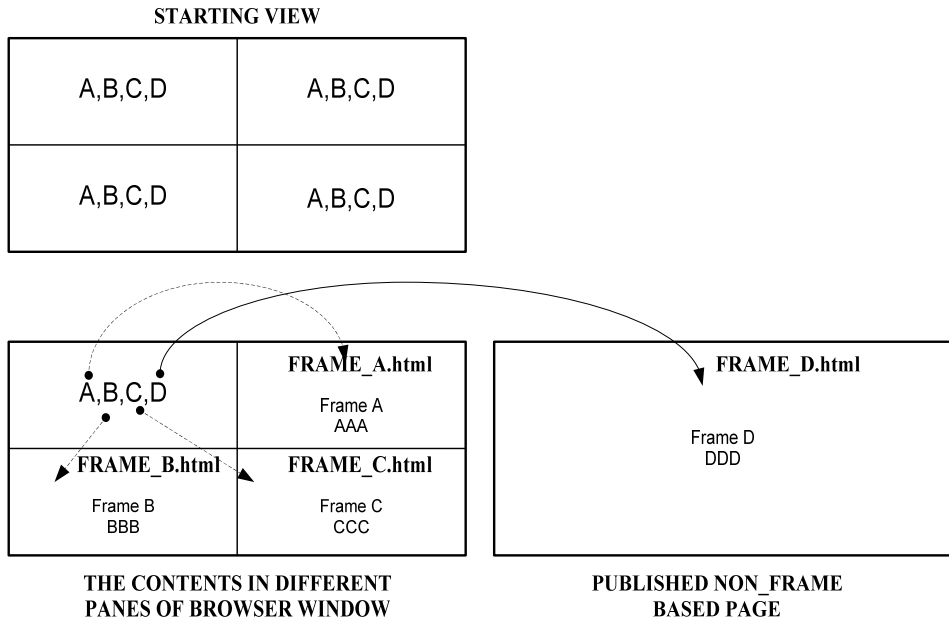 STARTING VIEW
A,B,C,D
A,B,C,D
A,B,C,D
A,B,C,D
A,B,C,D
FRAME_A.html
Frame A
AAA
FRAME_B.html
Frame B
BBB
FRAME_C.html
Frame C
CCC
FRAME_D.html
Frame D
DDD
THE CONTENTS IN DIFFERENT
PANES OF BROWSER WINDOW
PUBLISHED NON_FRAME
BASED PAGE